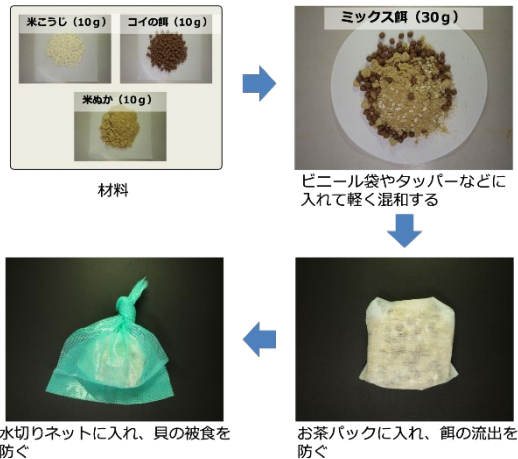 米こうじ（10ｇ）
コイの餌（10ｇ）
米ぬか（10ｇ）
材料
ミックス餌（30ｇ）
ビニール袋やタッパーなどに
入れて軽く混和する
お茶パックに入れ、餌の流出を
防ぐ
水切りネットに入れ、貝の被食を
防ぐ